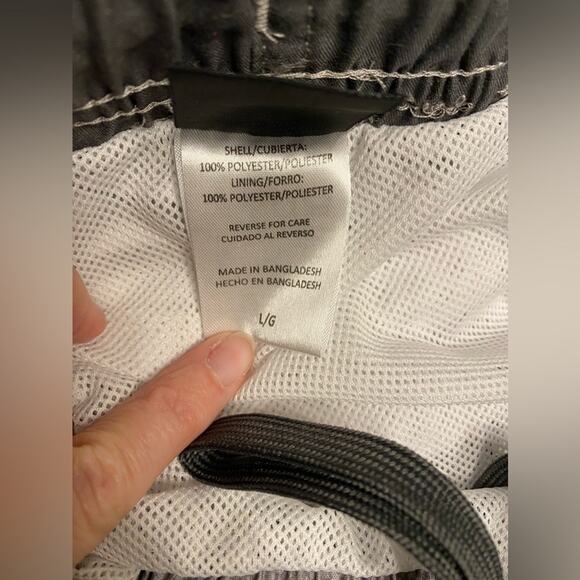 SHELL/CUBIERTA:
100% POLYESTER/POLIESTER
LINING/FORRO:
100% POLYESTER/POLIESTER
REVERSE FOR CARE
CUIDADO AL REVERSO
MADE IN BANGLADESH
HECHO EN BANGLADESH
L/G